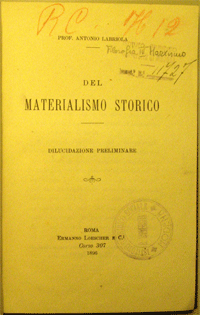 R C
PROF. ANTONIO LABRIOLA
DEL
MATERIALISMO STORICO
DILUCIDAZIONE PRELIMINARE
ROMA
ERMANNO LOESCHER & C.
Corso 307
1896